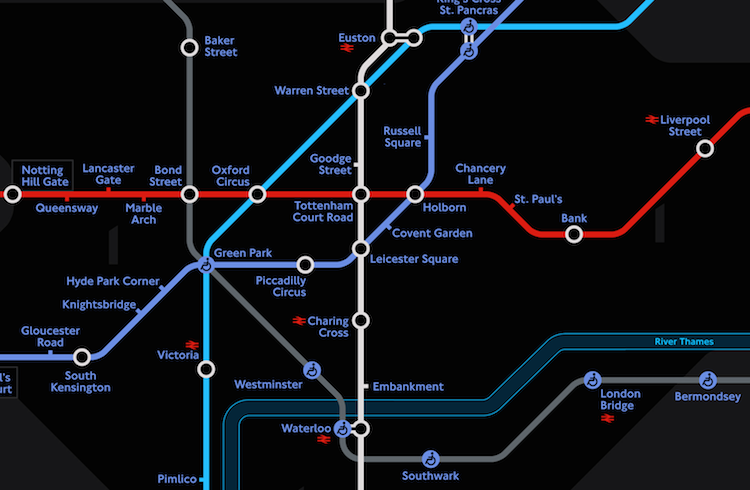 King's Cross
St. Pancras
Euston
Baker
Street
Warren Street
Liverpool
Street
Russell
Square
Goodge
Street
Notting
Hill Gate
Lancaster
Gate
Bond
Street
Oxford
Circus
Chancery
Lane
Queensway
Marble
Arch
Tottenham
Court Road
Holborn
St. Paul's
Bank
Covent Garden
Green Park
Leicester Square
Hyde Park Corner
Piccadilly
Circus
Knightsbridge
Charing
Cross
Gloucester
Road
Victoria
River Thames
South
Kensington
Westminster
Embankment
London
Bridge
Bermondsey
Waterloo
Southwark
Pimlico